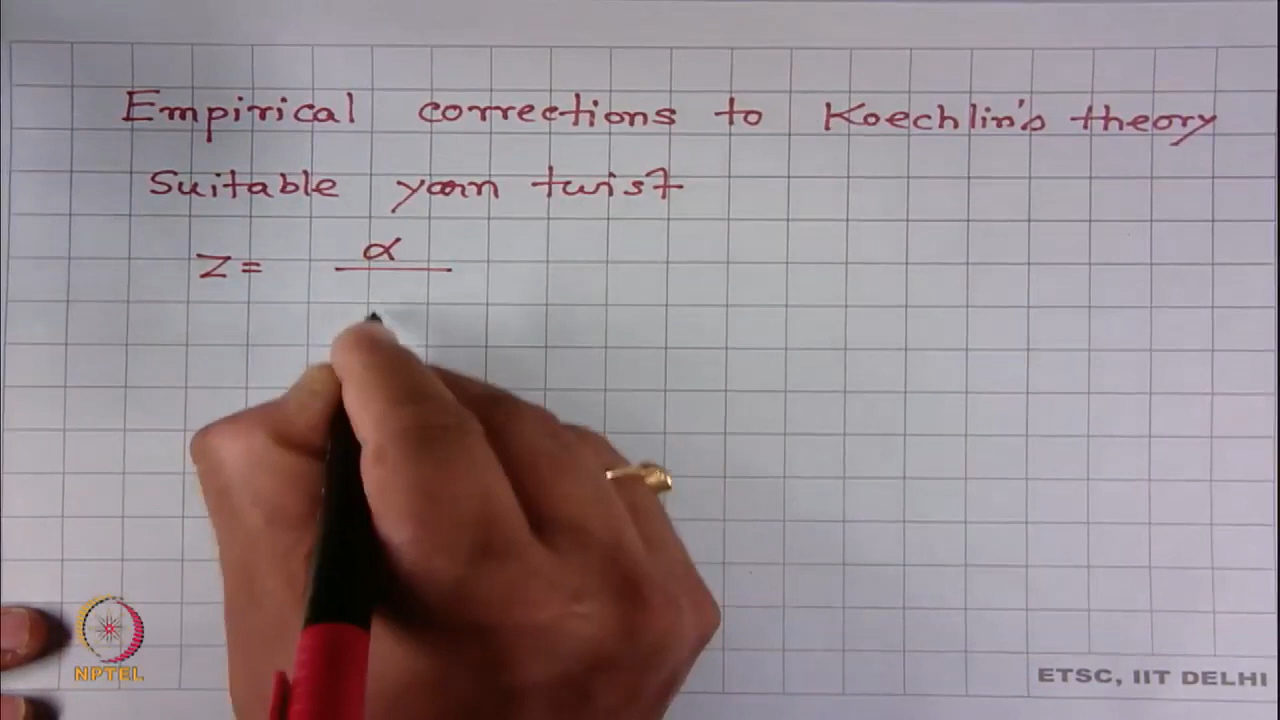 Empirical corrections to Koechlin's theory
Suitable yarn twist
Z = α
NPTEL
ETSC, IIT DELHI